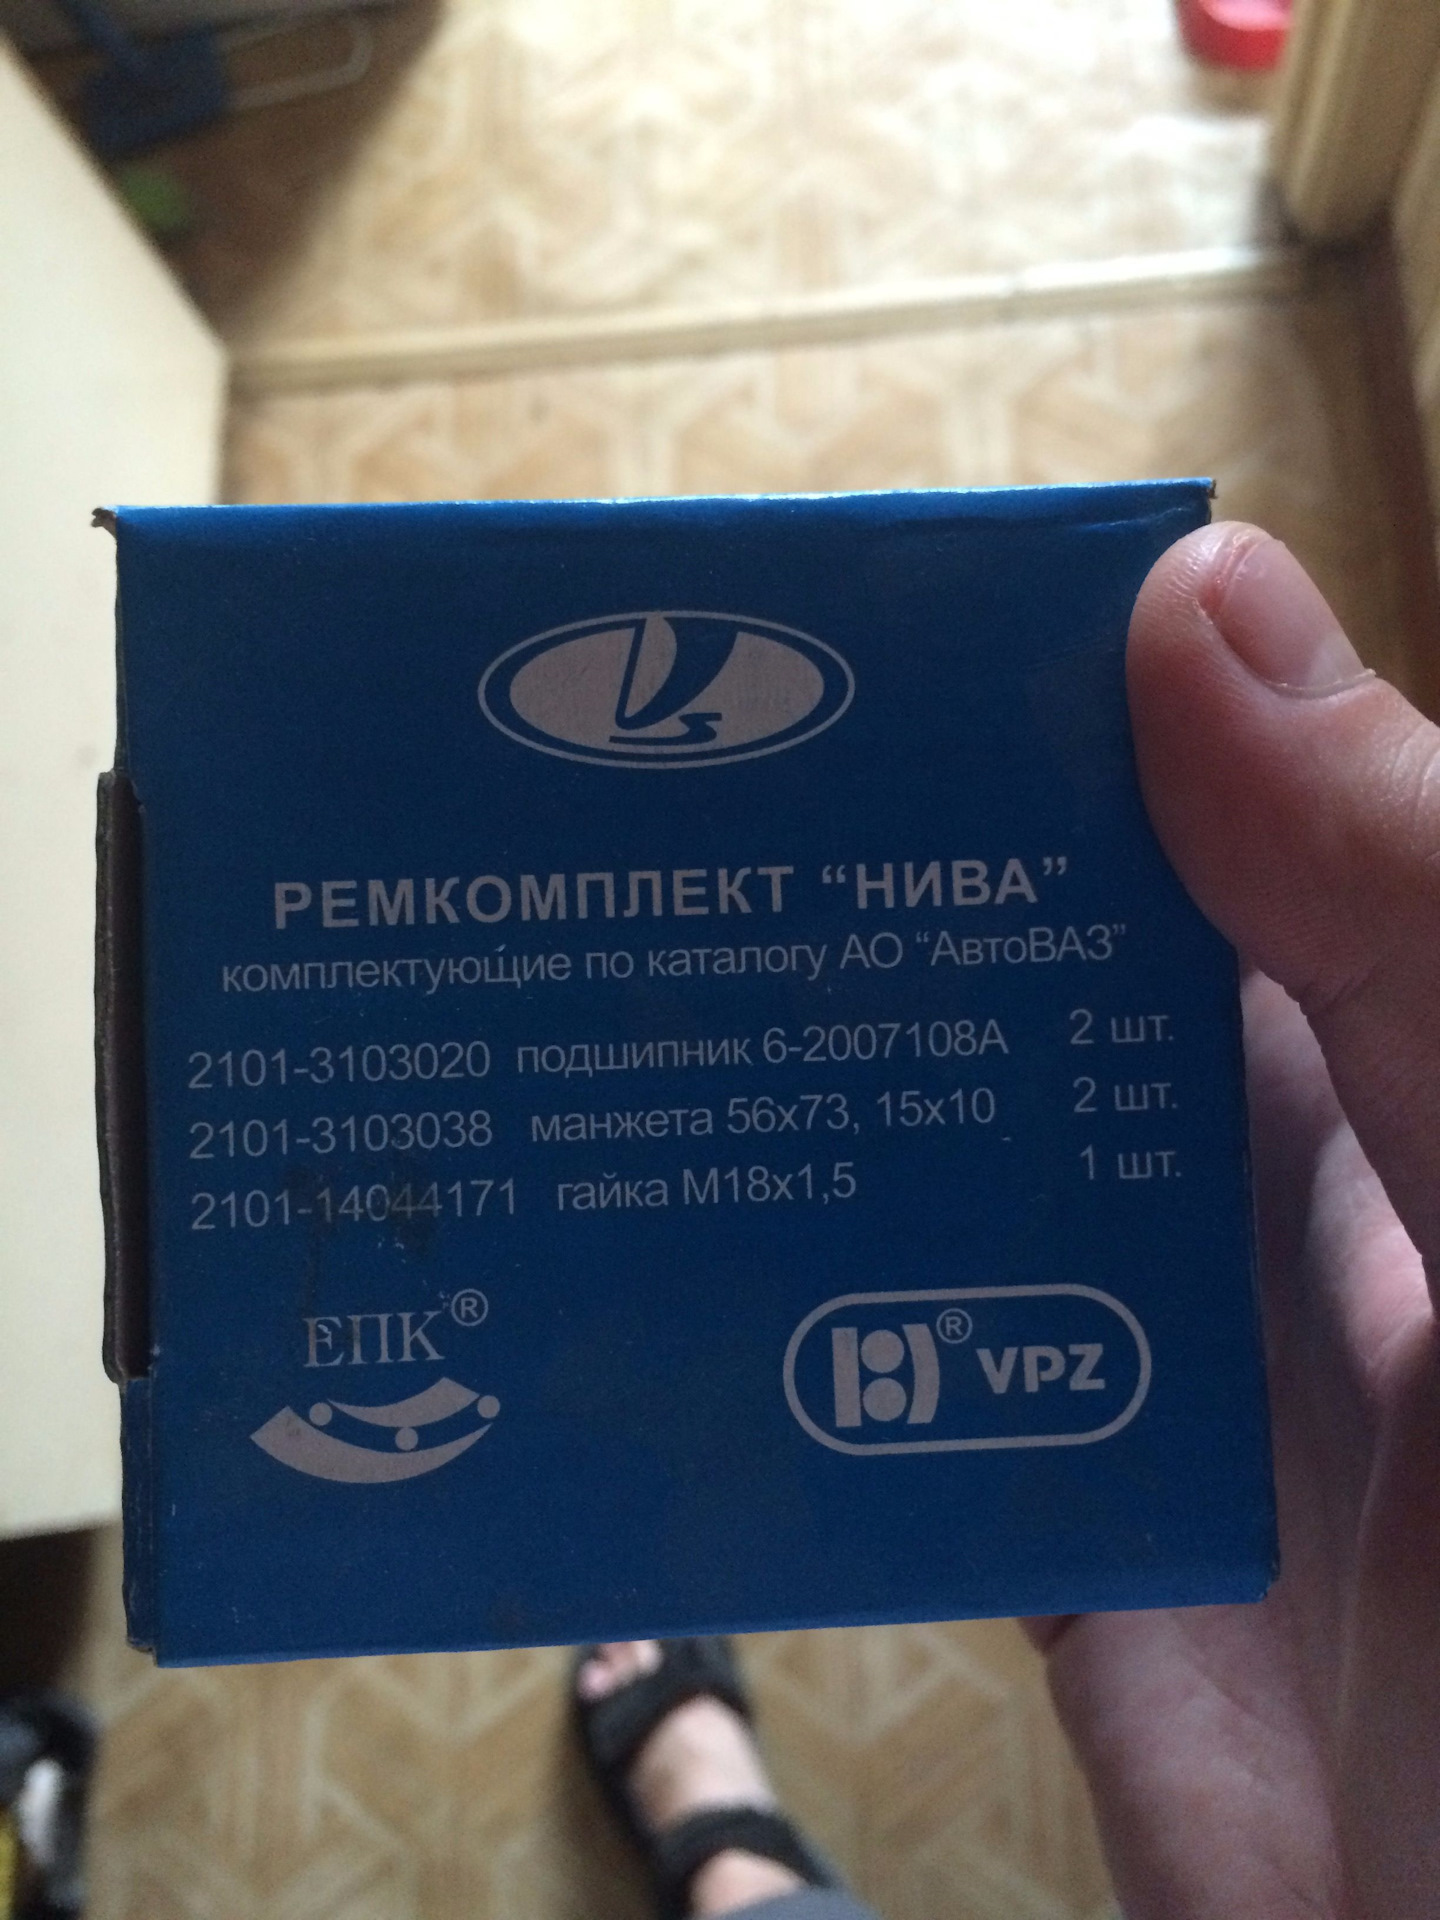 РЕМКОМПЛЕКТ “НИВА”
комплектующие по каталогу АО “АвтоВАЗ”
2101-3103020 подшипник 6-2007108А 2 шт.
2101-3103038 манжета 56х73, 15х10 2 шт.
2101-14044171 гайка М18х1,5 1 шт.
ЕПК®
® VPZ